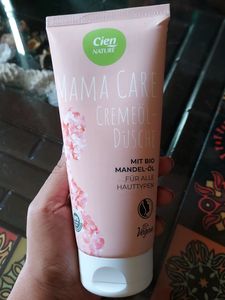 Cien
NATURE
MAMA CARE
CREMEÖL-
DUSCHE
MIT BIO
MANDEL-ÖL
FÜR ALLE
HAUTTYPEN
Vegan